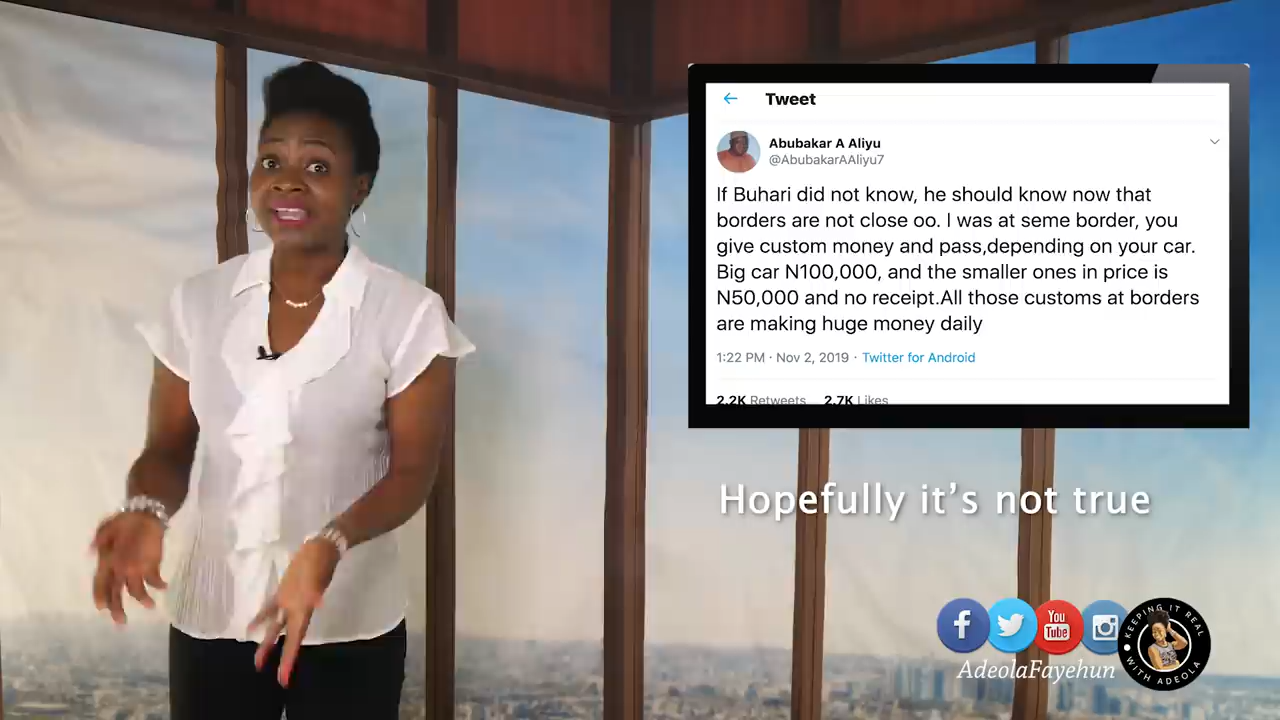 Tweet
Abubakar A Aliyu
@AbubakarAAliyu7
If Buhari did not know, he should know now that
borders are not close oo. I was at seme border, you
give custom money and pass,depending on your car.
Big car N100,000, and the smaller ones in price is
N50,000 and no receipt.All those customs at borders
are making huge money daily
1:22 PM · Nov 2, 2019 · Twitter for Android
2.2K Retweets 2.7K Likes
Hopefully it's not true
You
Tube
AdeolaFayehun
KEEPING IT REAL
WITH ADEOLA